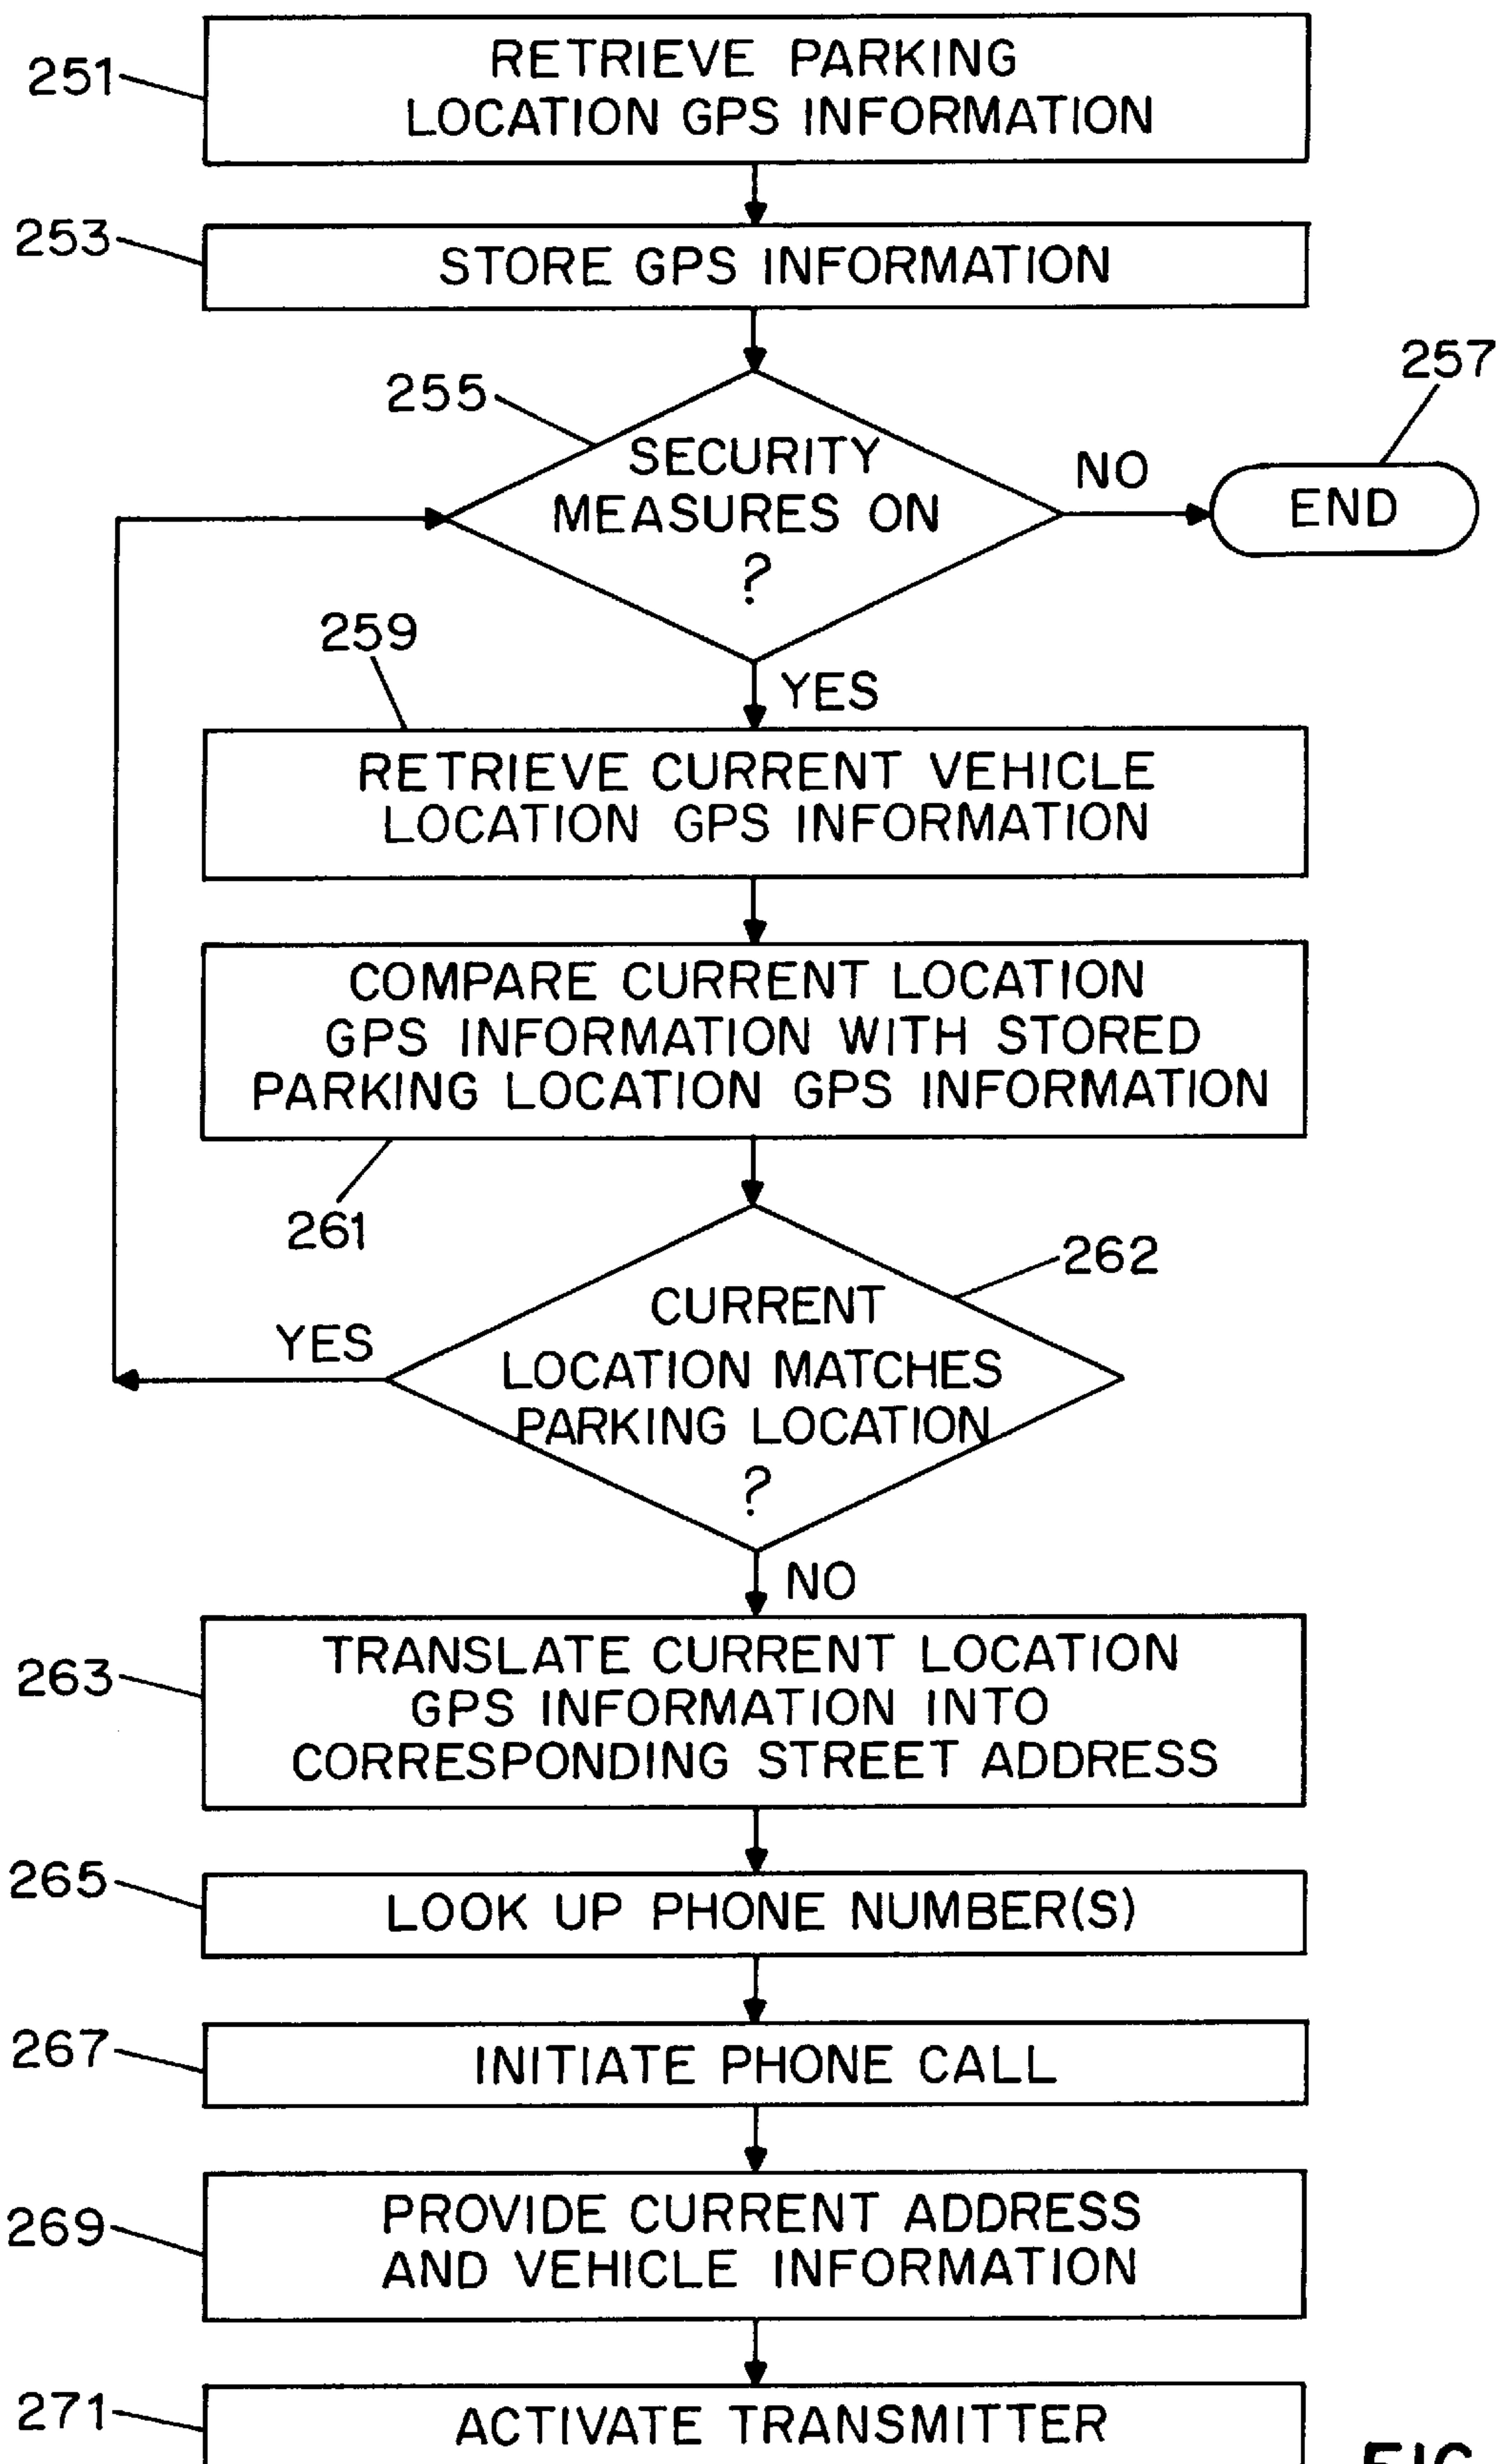 251
RETRIEVE PARKING
LOCATION GPS INFORMATION
253
STORE GPS INFORMATION
255
257
SECURITY
MEASURES ON
?
NO
END
259
YES
RETRIEVE CURRENT VEHICLE
LOCATION GPS INFORMATION
COMPARE CURRENT LOCATION
GPS INFORMATION WITH STORED
PARKING LOCATION GPS INFORMATION
261
262
CURRENT
LOCATION MATCHES
PARKING LOCATION
?
YES
NO
263
TRANSLATE CURRENT LOCATION
GPS INFORMATION INTO
CORRESPONDING STREET ADDRESS
265
LOOK UP PHONE NUMBER(S)
267
INITIATE PHONE CALL
269
PROVIDE CURRENT ADDRESS
AND VEHICLE INFORMATION
271
ACTIVATE TRANSMITTER